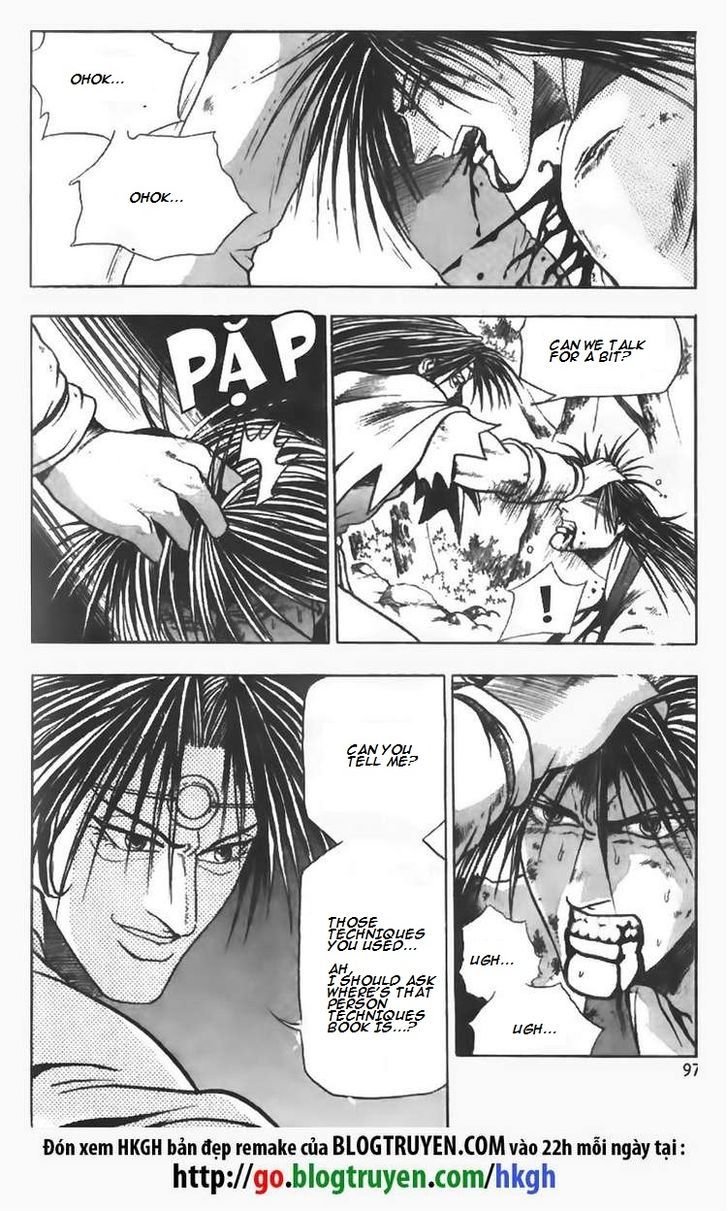 OHOK...
OHOK...
PẶP
CAN WE TALK
FOR A BIT?
!
CAN YOU
TELL ME?
THOSE
TECHNIQUES
YOU USED...
AH,
I SHOULD ASK
WHERE'S THAT
PERSON
TECHNIQUES
BOOK IS...?
UGH...
UGH...
97
Đón xem HKGH bản đẹp remake của BLOGTRUYEN.COM vào 22h mỗi ngày tại :
http://go.blogtruyen.com/hkgh